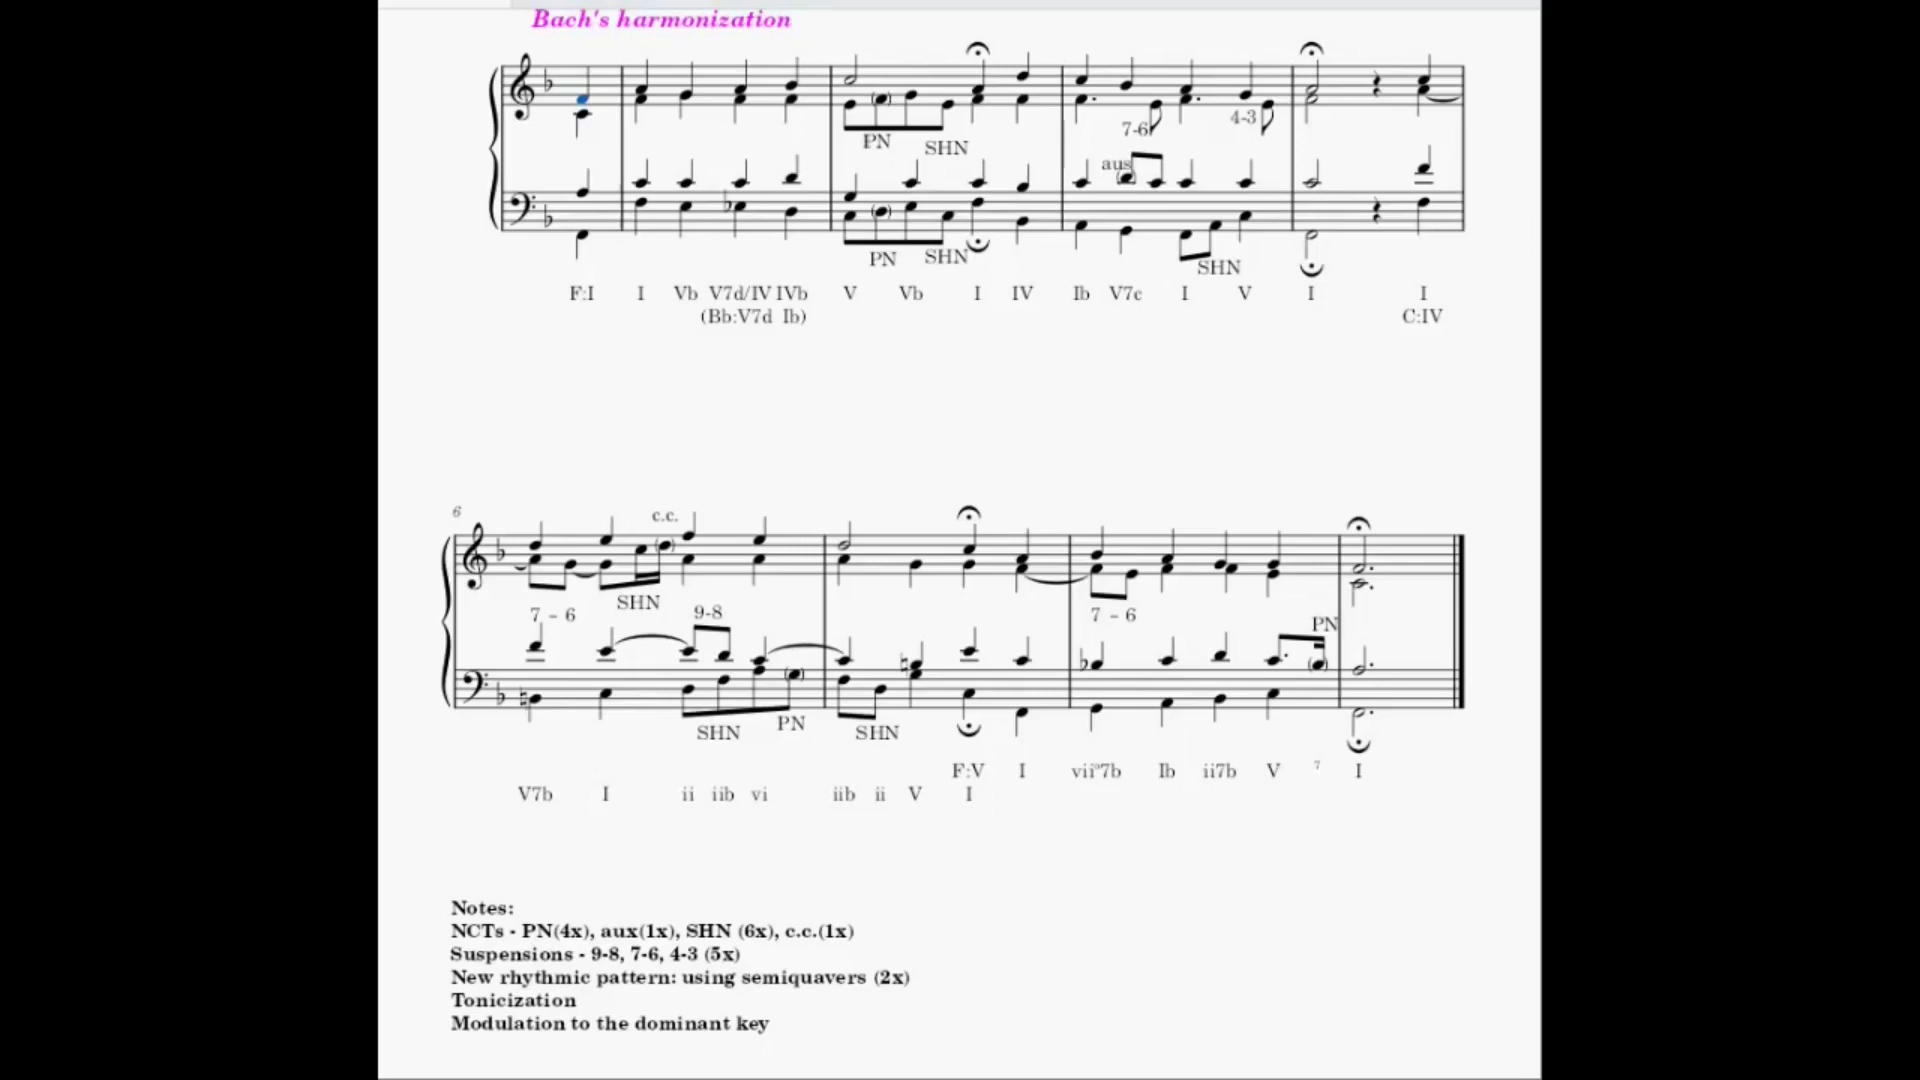 Bach's harmonization
PN
SHN
7-6
4-3
aus
PN
SHN
SHN
F:I I Vb V7d/IV IVb V Vb I IV Ib V7c I V I I
(Bb:V7d Ib) C:IV
6
c.c.
SHN
7 - 6
9-8
7 - 6
PN
SHN
PN
SHN
F:V I vii°7b Ib ii7b V 7 I
V7b I ii iib vi iib ii V I
Notes:
NCTs - PN(4x), aux(1x), SHN (6x), c.c.(1x)
Suspensions - 9-8, 7-6, 4-3 (5x)
New rhythmic pattern: using semiquavers (2x)
Tonicization
Modulation to the dominant key